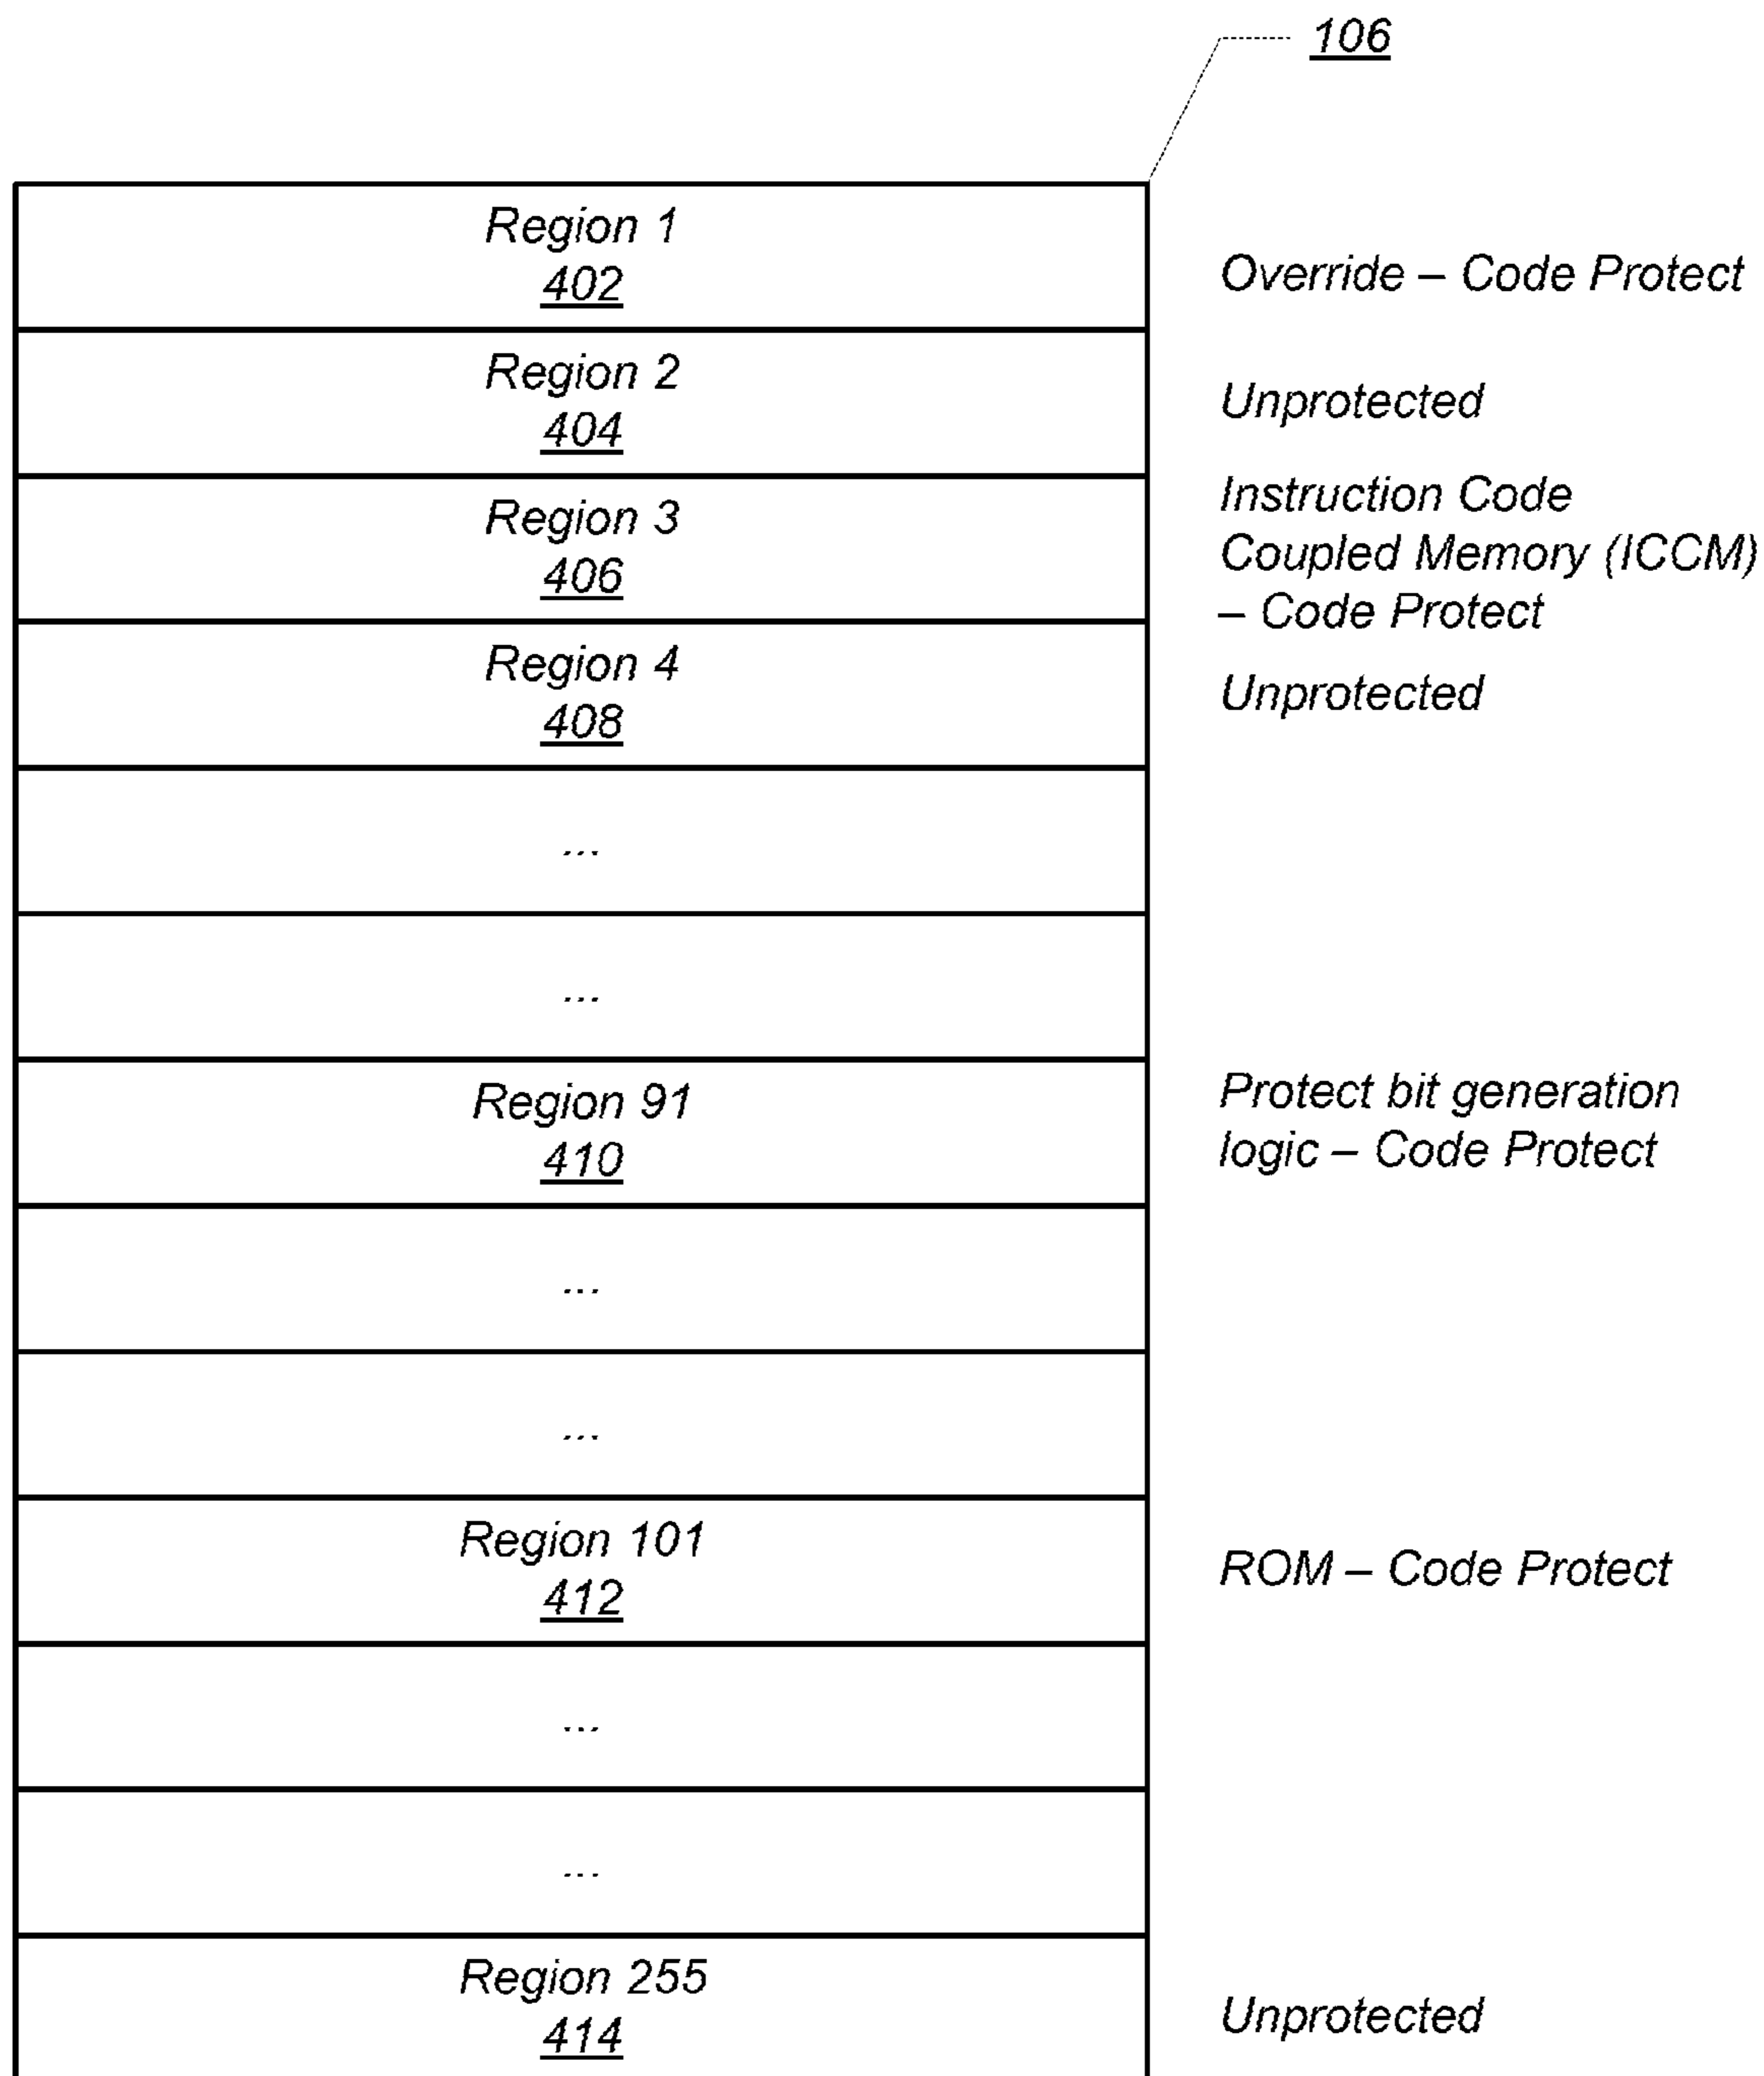 106
Region 1
402
Override – Code Protect
Region 2
404
Unprotected
Region 3
406
Instruction Code
Coupled Memory (ICCM)
– Code Protect
Region 4
408
Unprotected
...
...
Region 91
410
Protect bit generation
logic – Code Protect
...
...
Region 101
412
ROM – Code Protect
...
...
Region 255
414
Unprotected